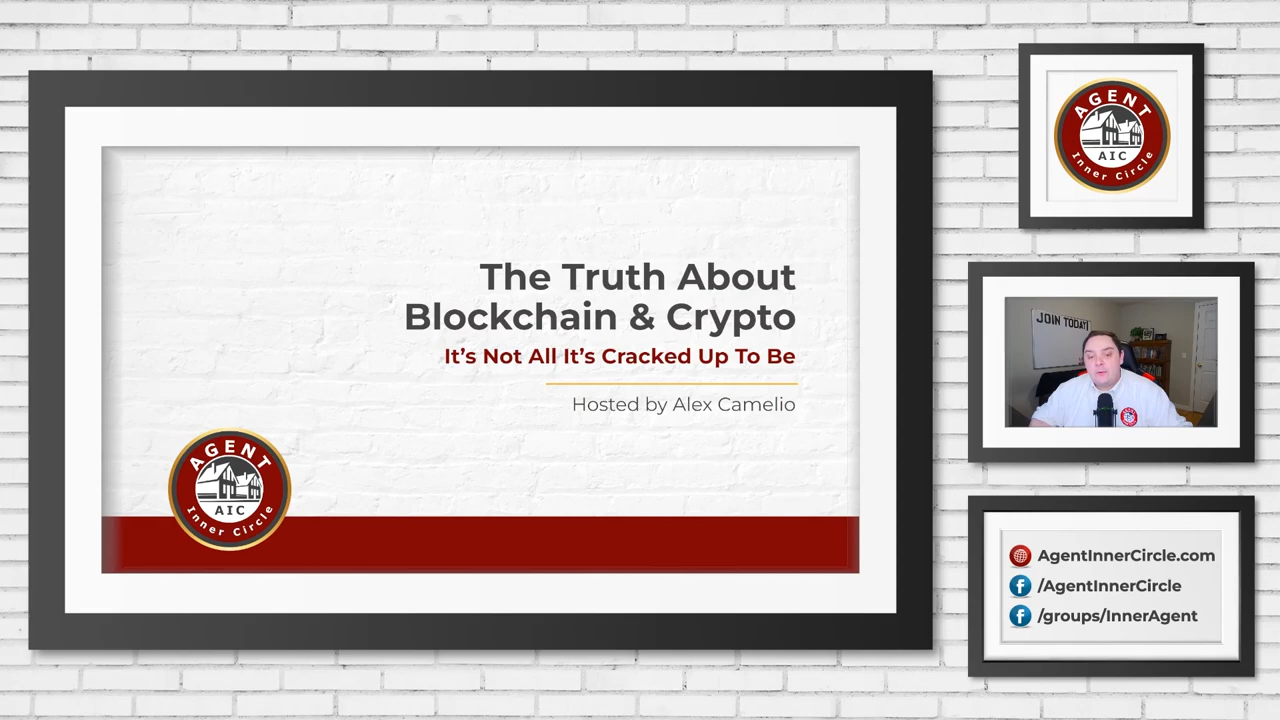 The Truth About
Blockchain & Crypto
It’s Not All It’s Cracked Up To Be
Hosted by Alex Camelio
AGENT
AIC
Inner Circle
AGENT
AIC
Inner Circle
JOIN TODAY!
AgentInnerCircle.com
/AgentInnerCircle
/groups/InnerAgent